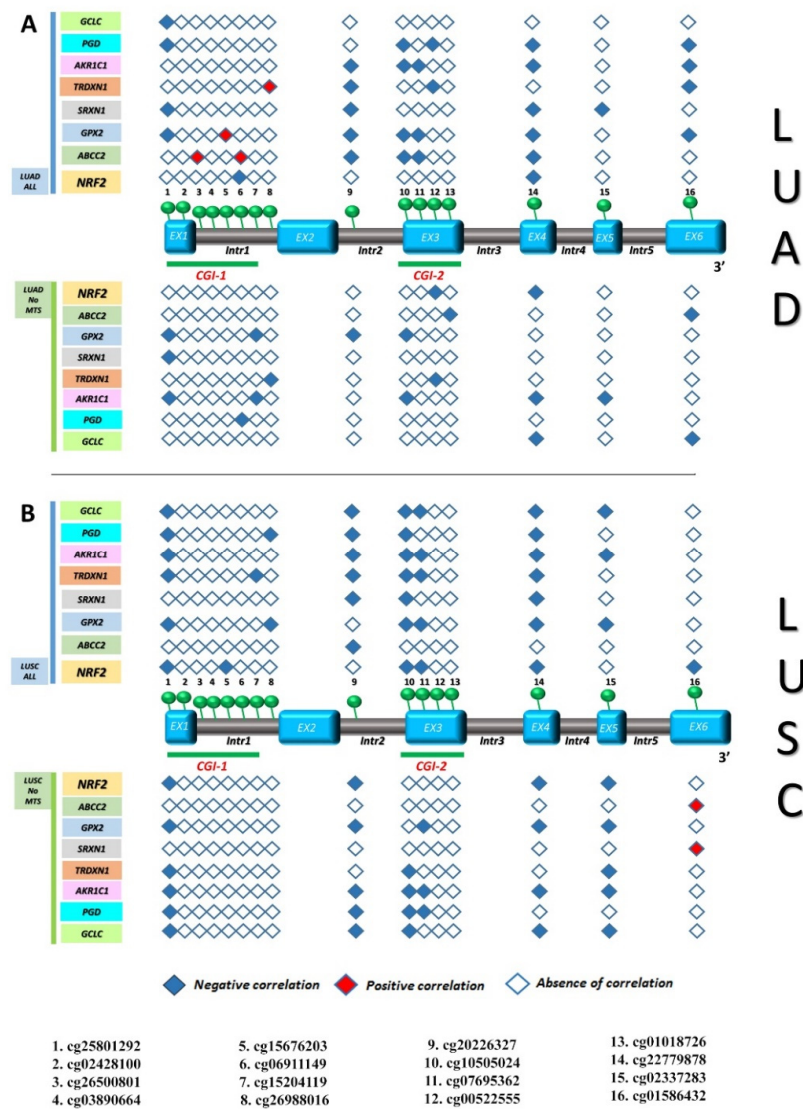 A
GCLC
PGD
AKR1C1
TRDXN1
SRXN1
GPX2
ABCC2
LUAD
ALL
NRF2
1 2 3 4 5 6 7 8 9 10 11 12 13 14 15 16
EX1 EX2 EX3 EX4 EX5 EX6
Intr1 Intr2 Intr3 Intr4 Intr5
CGI-1 CGI-2 3’
LUAD
No
MTS
NRF2
ABCC2
GPX2
SRXN1
TRDXN1
AKR1C1
PGD
GCLC
L
U
A
D
B
GCLC
PGD
AKR1C1
TRDXN1
SRXN1
GPX2
ABCC2
LUSC
ALL
NRF2
1 2 3 4 5 6 7 8 9 10 11 12 13 14 15 16
EX1 EX2 EX3 EX4 EX5 EX6
Intr1 Intr2 Intr3 Intr4 Intr5
CGI-1 CGI-2 3’
LUSC
No
MTS
NRF2
ABCC2
GPX2
SRXN1
TRDXN1
AKR1C1
PGD
GCLC
L
U
S
C
Negative correlation Positive correlation Absence of correlation
1. cg25801292
2. cg02428100
3. cg26500801
4. cg03890664
5. cg15676203
6. cg06911149
7. cg15204119
8. cg26988016
9. cg20226327
10. cg10505024
11. cg07695362
12. cg00522555
13. cg01018726
14. cg22779878
15. cg02337283
16. cg01586432